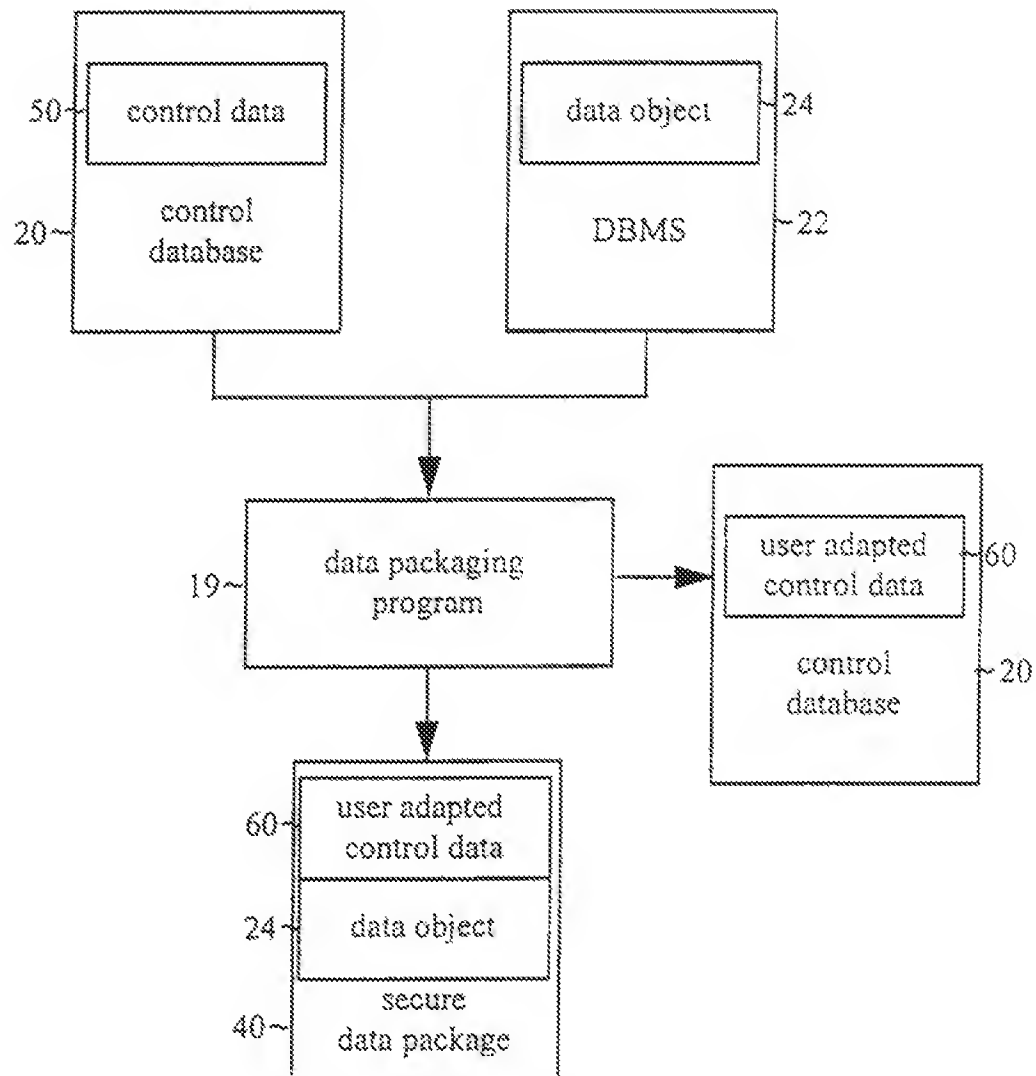 50 control data
data object 24
20 control
database
DBMS 22
19 data packaging
program
user adapted 60
control data
control 20
database
60 user adapted
control data
24 data object
secure
40 data package